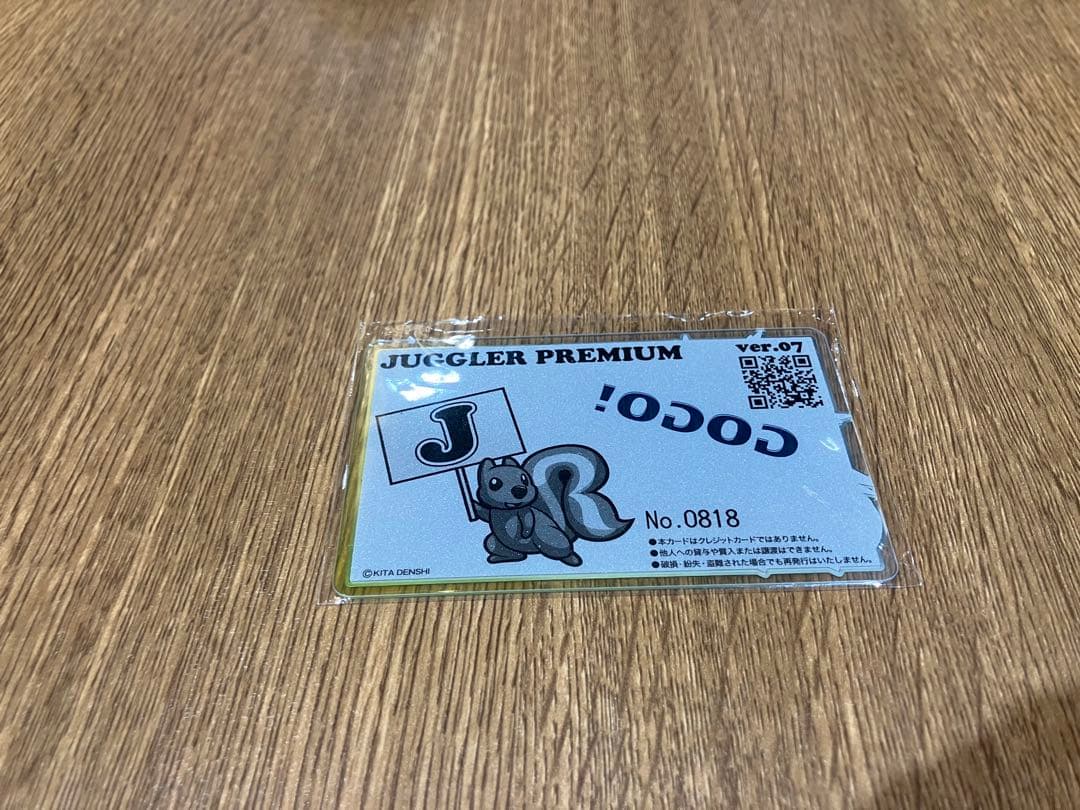 JUGGLER PREMIUM
ver.07
GOGO!
J
R
No.0818
●本カードはクレジットカードではありません。
●他人への貸与や質入または譲渡はできません。
●破損・紛失・盗難された場合でも再発行はいたしません。
©KITA DENSHI